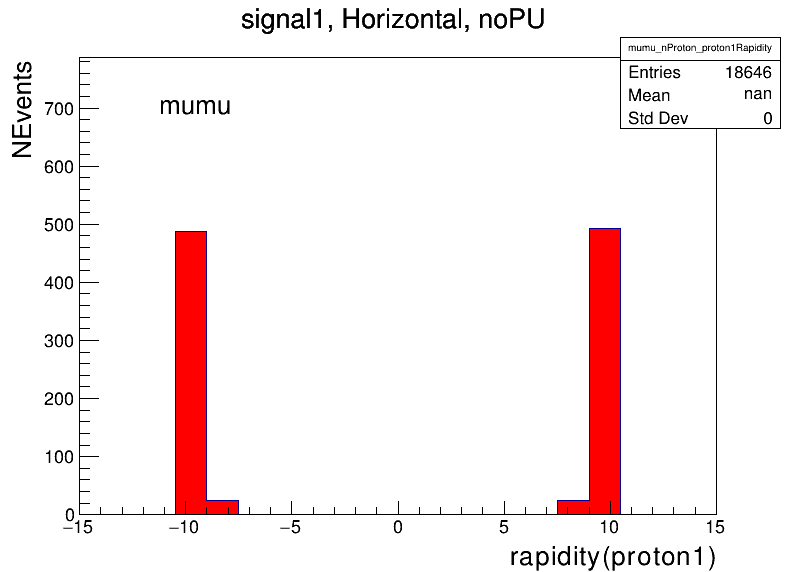 signal1, Horizontal, noPU
mumu_nProton_proton1Rapidity
Entries 18646
Mean nan
Std Dev 0
NEvents
mumu
700
600
500
400
300
200
100
0
−15 −10 −5 0 5 10 15
rapidity(proton1)